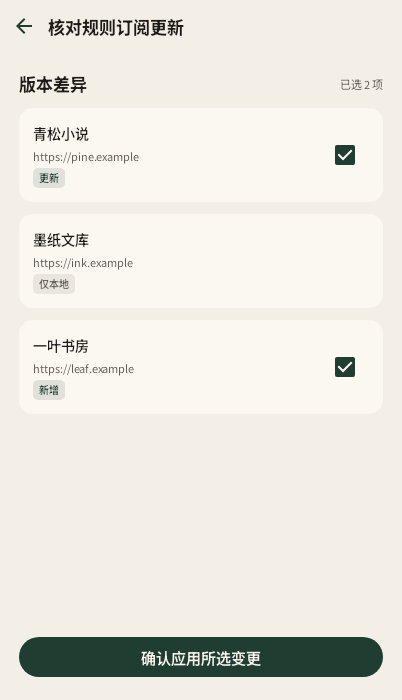 核对规则订阅更新
版本差异
已选 2 项
青松小说
https://pine.example
更新
墨纸文库
https://ink.example
仅本地
一叶书房
https://leaf.example
新增
确认应用所选变更